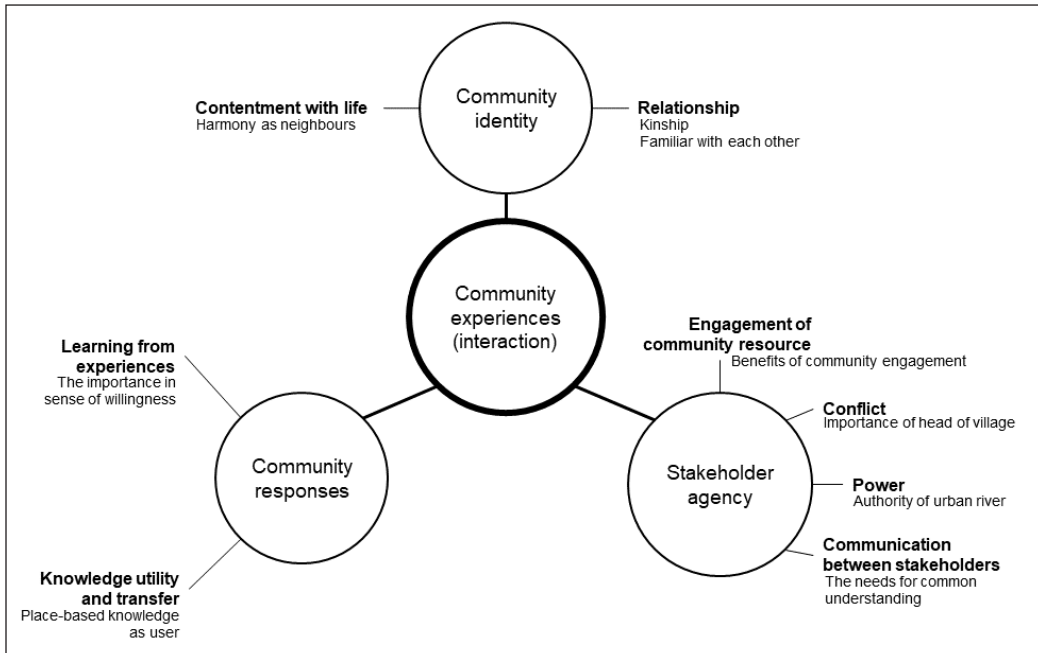 Community
identity
Contentment with life
Harmony as neighbours
Relationship
Kinship
Familiar with each other
Community
experiences
(interaction)
Learning from
experiences
The importance in
sense of willingness
Community
responses
Knowledge utility
and transfer
Place-based knowledge
as user
Engagement of
community resource
Benefits of community engagement
Conflict
Importance of head of village
Stakeholder
agency
Power
Authority of urban river
Communication
between stakeholders
The needs for common
understanding